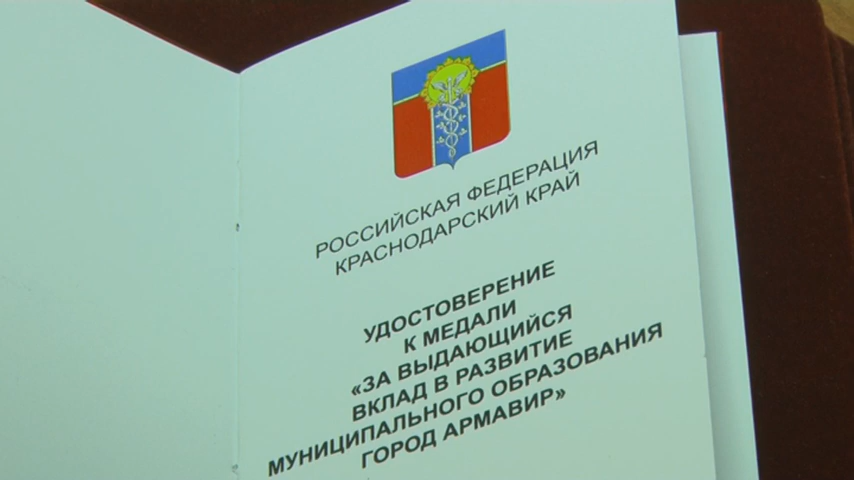 РОССИЙСКАЯ ФЕДЕРАЦИЯ
КРАСНОДАРСКИЙ КРАЙ
УДОСТОВЕРЕНИЕ
К МЕДАЛИ
«ЗА ВЫДАЮЩИЙСЯ
ВКЛАД В РАЗВИТИЕ
МУНИЦИПАЛЬНОГО ОБРАЗОВАНИЯ
ГОРОД АРМАВИР»